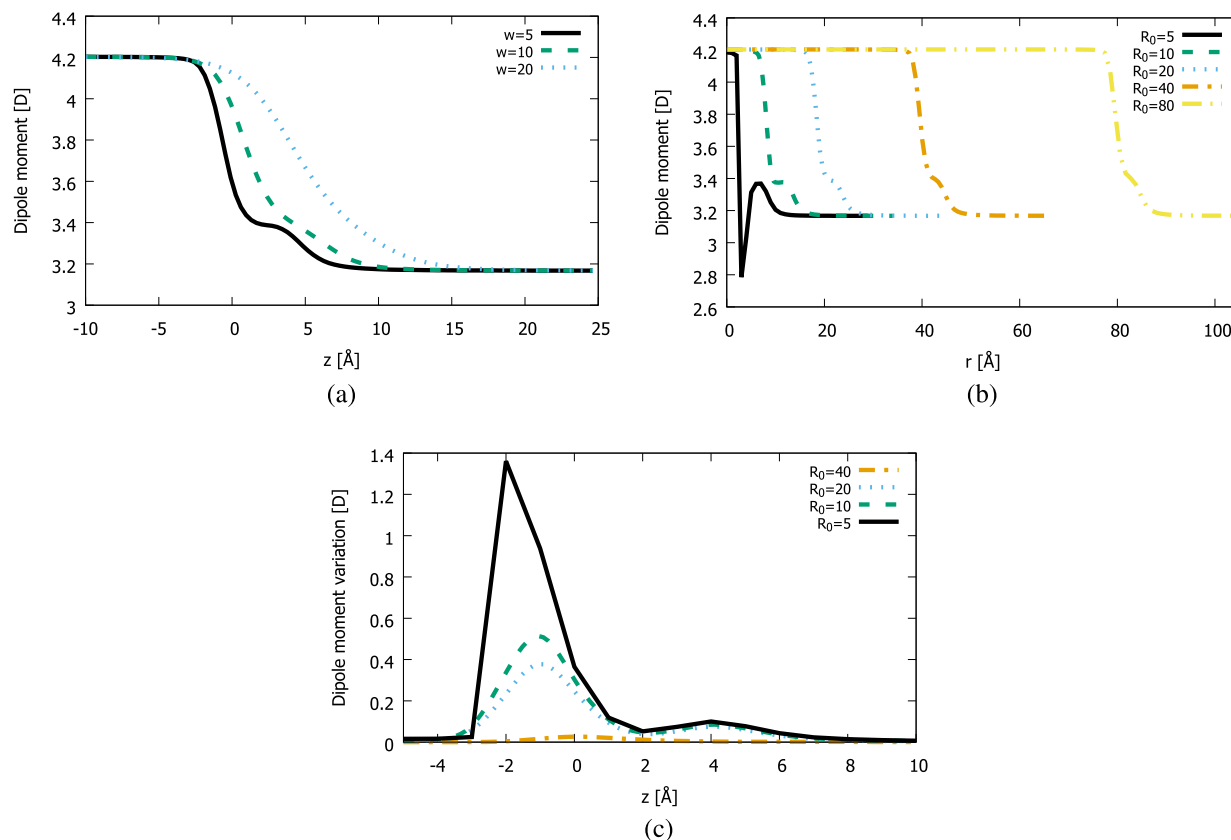 4.4
4.2
4
3.8
3.6
3.4
3.2
3
-10
-5
0
5
10
15
20
25
Dipole moment [D]
z [Å]
w=5
w=10
w=20
(a)
4.4
4.2
4
3.8
3.6
3.4
3.2
3
2.8
2.6
0
20
40
60
80
100
Dipole moment [D]
r [Å]
R₀=5
R₀=10
R₀=20
R₀=40
R₀=80
(b)
1.4
1.2
1
0.8
0.6
0.4
0.2
0
-4
-2
0
2
4
6
8
10
Dipole moment variation [D]
z [Å]
R₀=40
R₀=20
R₀=10
R₀=5
(c)